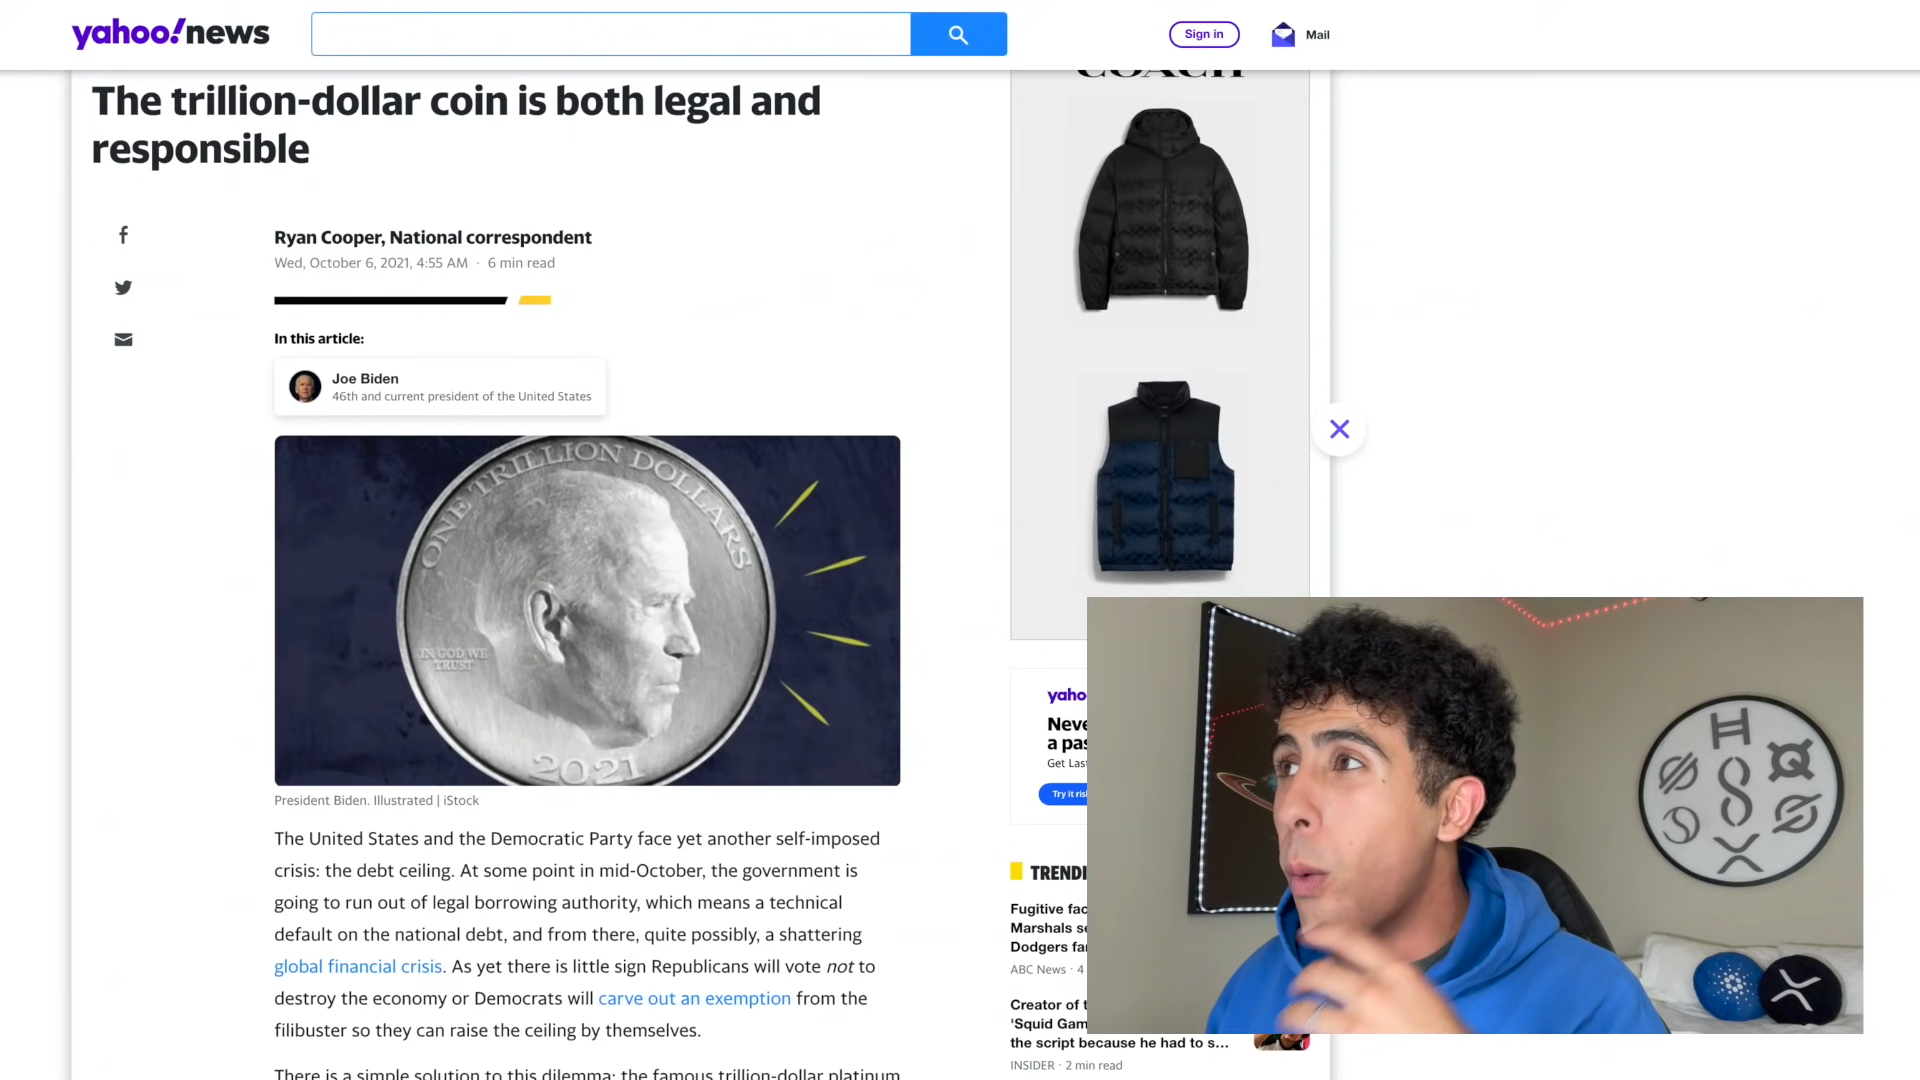 yahoo!news
Sign in
Mail
COACH
The trillion-dollar coin is both legal and
responsible
Ryan Cooper, National correspondent
Wed, October 6, 2021, 4:55 AM · 6 min read
In this article:
Joe Biden
46th and current president of the United States
ONE TRILLION DOLLARS
IN GOD WE
TRUST
2021
President Biden. Illustrated | iStock
The United States and the Democratic Party face yet another self-imposed
crisis: the debt ceiling. At some point in mid-October, the government is
going to run out of legal borrowing authority, which means a technical
default on the national debt, and from there, quite possibly, a shattering
global financial crisis. As yet there is little sign Republicans will vote not to
destroy the economy or Democrats will carve out an exemption from the
filibuster so they can raise the ceiling by themselves.
There is a simple solution to this dilemma: the famous trillion-dollar platinum
yaho
Neve
a pas
Get Last
Try it ris
TRENDI
Fugitive fac
Marshals se
Dodgers fa
ABC News · 4
Creator of t
'Squid Gam
the script because he had to s...
INSIDER · 2 min read